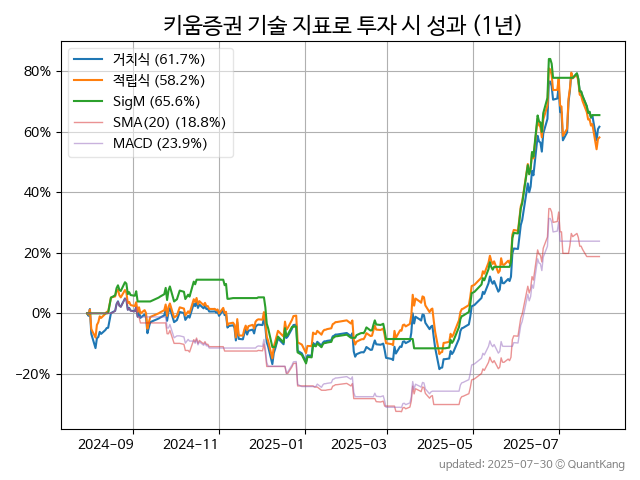 키움증권 기술 지표로 투자 시 성과 (1년)
거치식 (61.7%)
적립식 (58.2%)
SigM (65.6%)
SMA(20) (18.8%)
MACD (23.9%)
80%
60%
40%
20%
0%
−20%
2024-09 2024-11 2025-01 2025-03 2025-05 2025-07
updated: 2025-07-30 © QuantKang